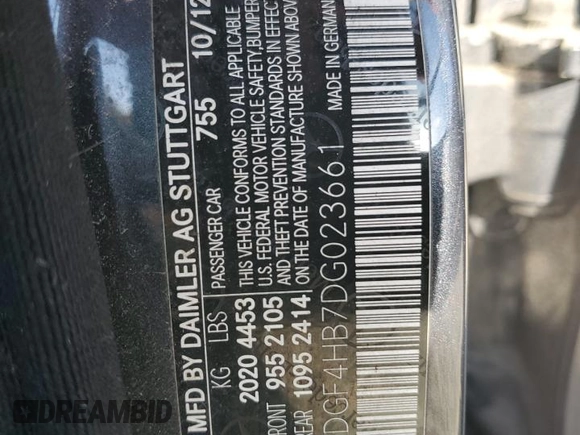 MFD BY DAIMLER AG STUTTGART
755 10/12
KG LBS PASSENGER CAR
2020 4453
FRONT 955 2105
REAR 1095 2414
THIS VEHICLE CONFORMS TO ALL APPLICABLE
U.S. FEDERAL MOTOR VEHICLE SAFETY, BUMPER
AND THEFT PREVENTION STANDARDS IN EFFECT
ON THE DATE OF MANUFACTURE SHOWN ABOVE
MADE IN GERMANY
DGF4HB7DG023661
DREAMBID